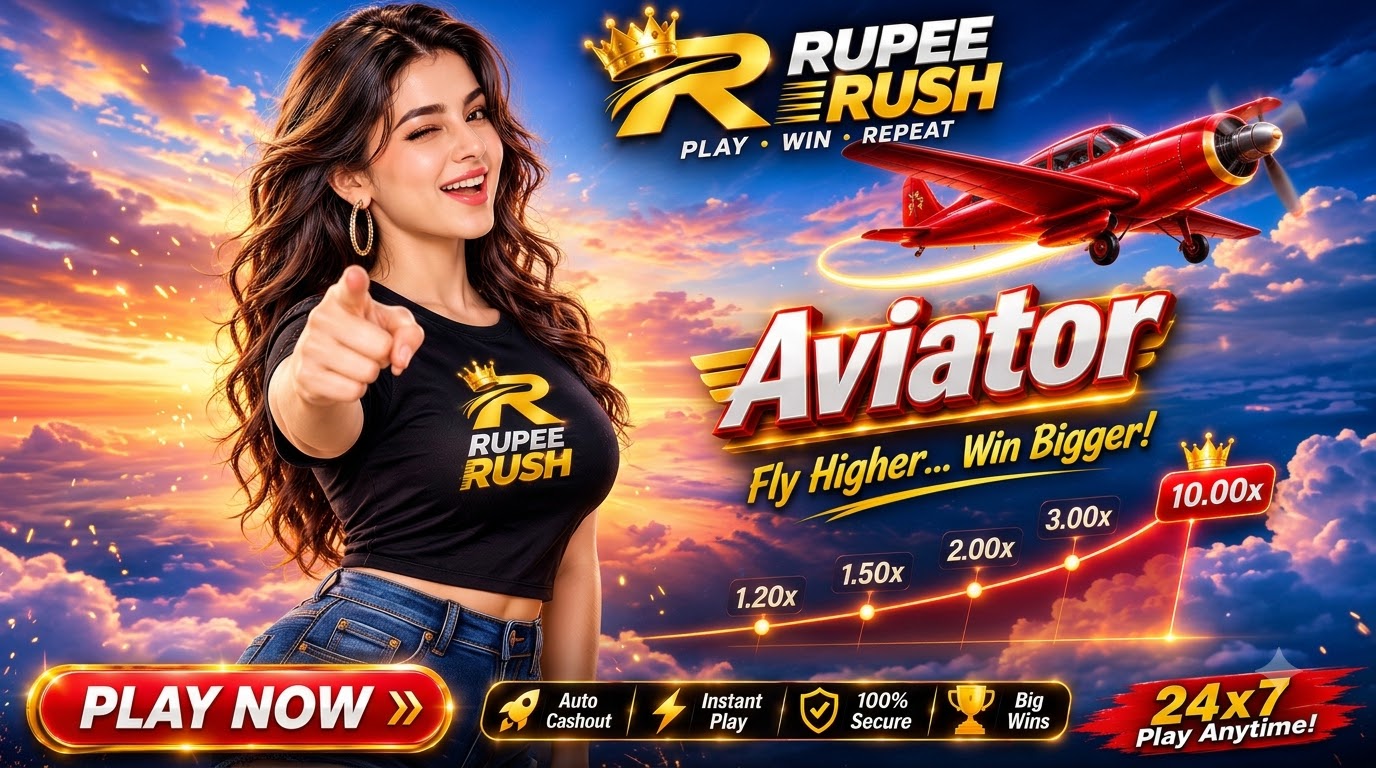 RUPEE
RUSH
PLAY • WIN • REPEAT
RUPEE
RUSH
Aviator
Fly Higher... Win Bigger!
1.20x
1.50x
2.00x
3.00x
10.00x
PLAY NOW »
Auto
Cashout
Instant
Play
100%
Secure
Big
Wins
24x7
Play Anytime!